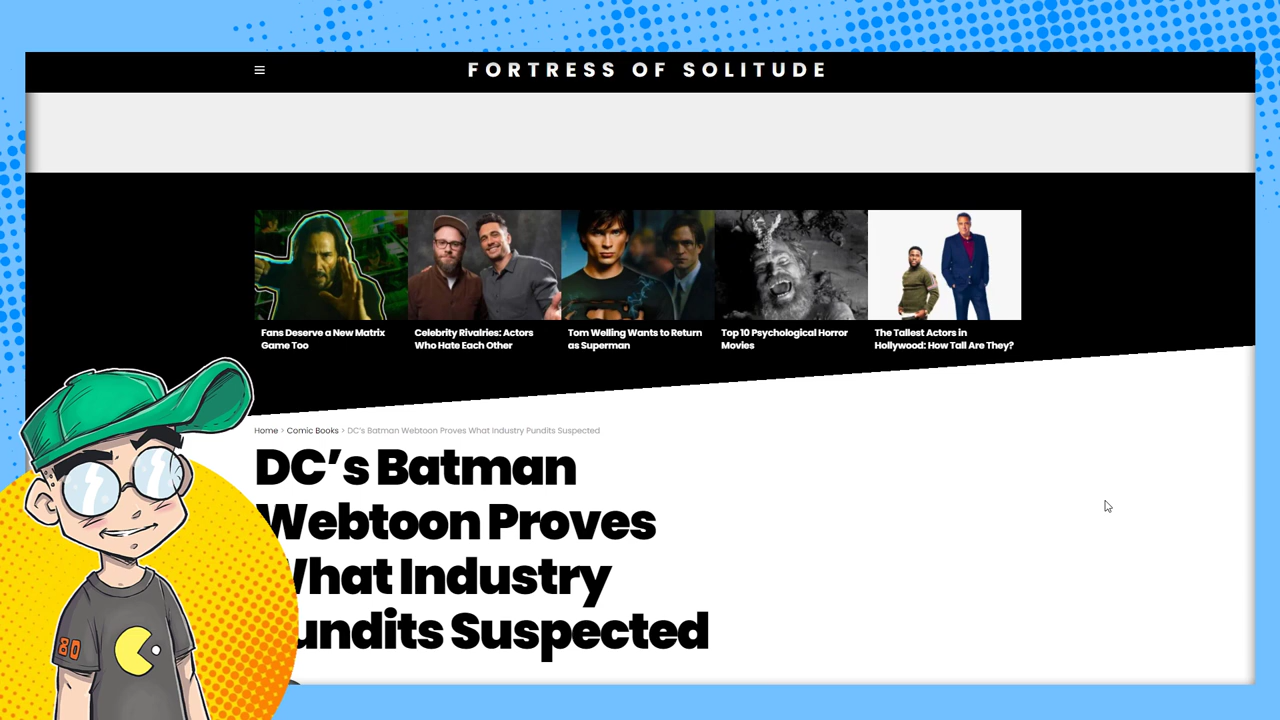 FORTRESS OF SOLITUDE
Fans Deserve a New Matrix
Game Too
Celebrity Rivalries: Actors
Who Hate Each Other
Tom Welling Wants to Return
as Superman
Top 10 Psychological Horror
Movies
The Tallest Actors in
Hollywood: How Tall Are They?
Home > Comic Books > DC's Batman Webtoon Proves What Industry Pundits Suspected
DC’s Batman
Webtoon Proves
What Industry
Pundits Suspected
80